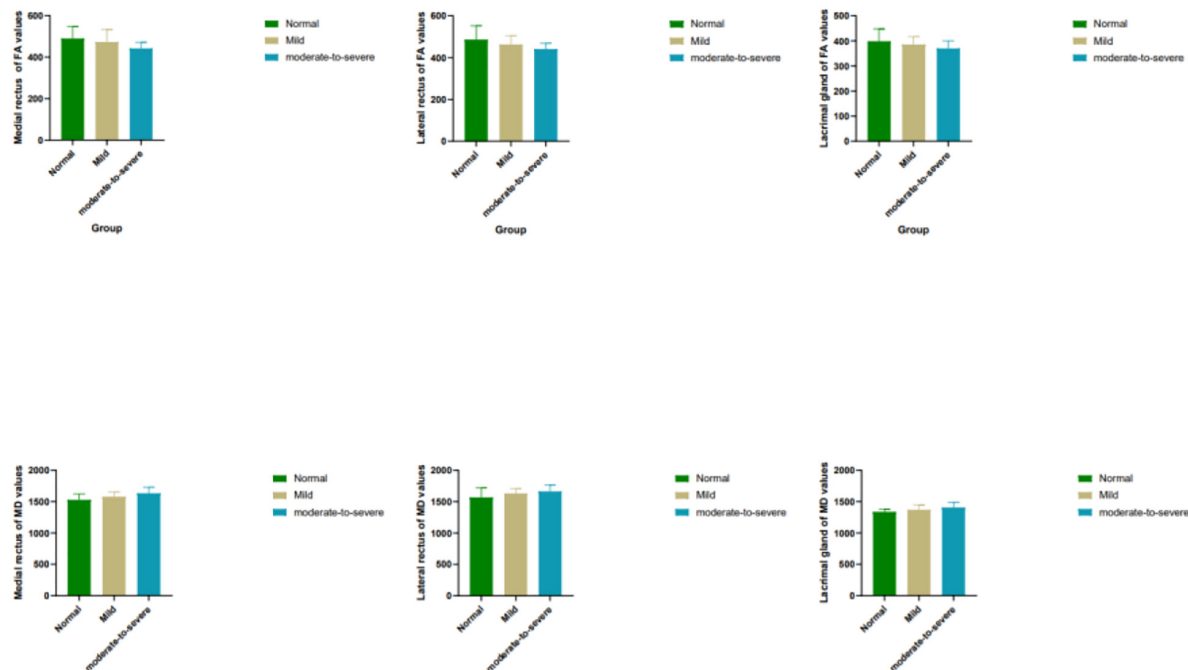 Medial rectus of FA values
600
400
200
0
Normal
Mild
moderate-to-severe
Group
Normal
Mild
moderate-to-severe
Lateral rectus of FA values
600
400
200
0
Normal
Mild
moderate-to-severe
Group
Normal
Mild
moderate-to-severe
Lacrimal gland of FA values
500
400
300
200
100
0
Normal
Mild
moderate-to-severe
Group
Normal
Mild
moderate-to-severe
Medial rectus of MD values
2000
1500
1000
500
0
Normal
Mild
moderate-to-severe
Normal
Mild
moderate-to-severe
Lateral rectus of MD values
2000
1500
1000
500
0
Normal
Mild
moderate-to-severe
Normal
Mild
moderate-to-severe
Lacrimal gland of MD values
2000
1500
1000
500
0
Normal
Mild
moderate-to-severe
Normal
Mild
moderate-to-severe